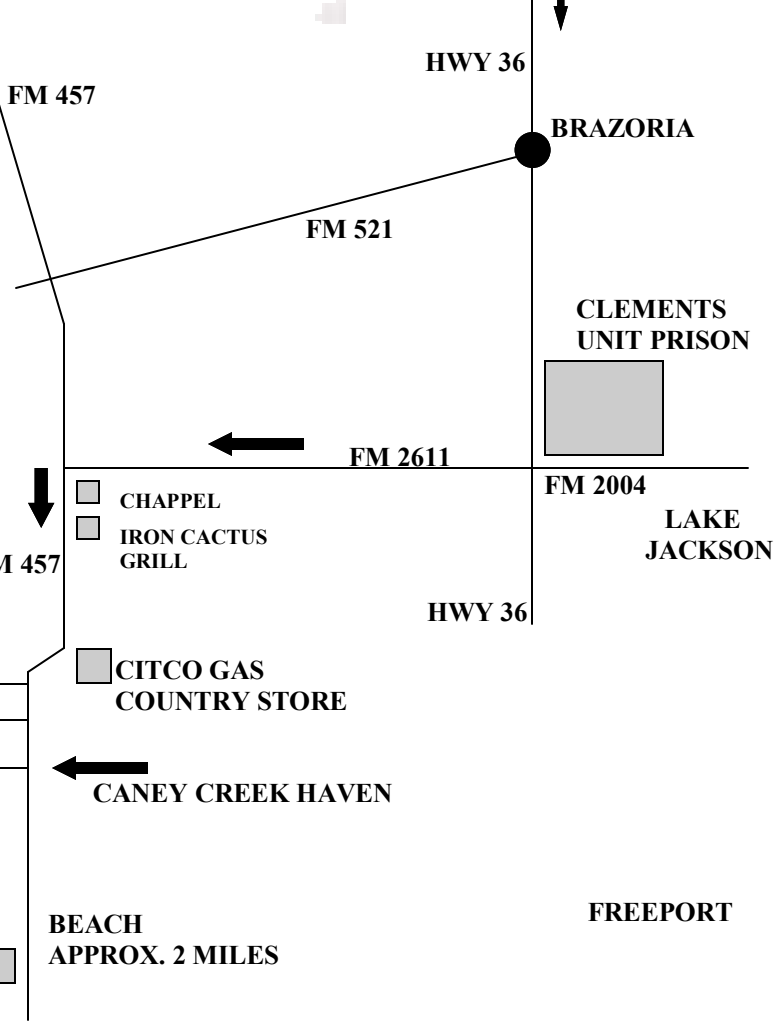 HWY 36
FM 457
BRAZORIA
FM 521
CLEMENTS
UNIT PRISON
FM 2611
FM 2004
CHAPPEL
LAKE
JACKSON
IRON CACTUS
GRILL
M 457
HWY 36
CITCO GAS
COUNTRY STORE
CANEY CREEK HAVEN
FREEPORT
BEACH
APPROX. 2 MILES